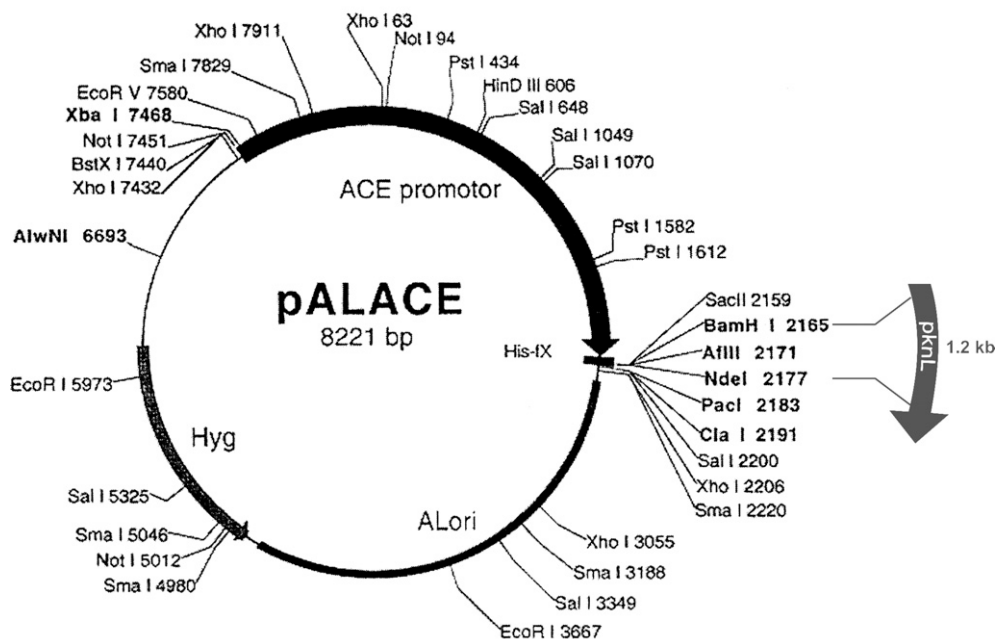 Xho I 63
Not I 94
Pst I 434
HinD III 606
Sal I 648
Sal I 1049
Sal I 1070
Pst I 1582
Pst I 1612
SacII 2159
BamH I 2165
AflII 2171
NdeI 2177
PacI 2183
Cla I 2191
Sal I 2200
Xho I 2206
Sma I 2220
Xho I 3055
Sma I 3188
Sal I 3349
EcoR I 3667
Sma I 4980
Not I 5012
Sma I 5046
Sal I 5325
EcoR I 5973
AlwNI 6693
Xho I 7432
BstX I 7440
Not I 7451
Xba I 7468
EcoR V 7580
Sma I 7829
Xho I 7911
ACE promotor
pALACE
8221 bp
His-fX
Hyg
ALori
pknL
1.2 kb